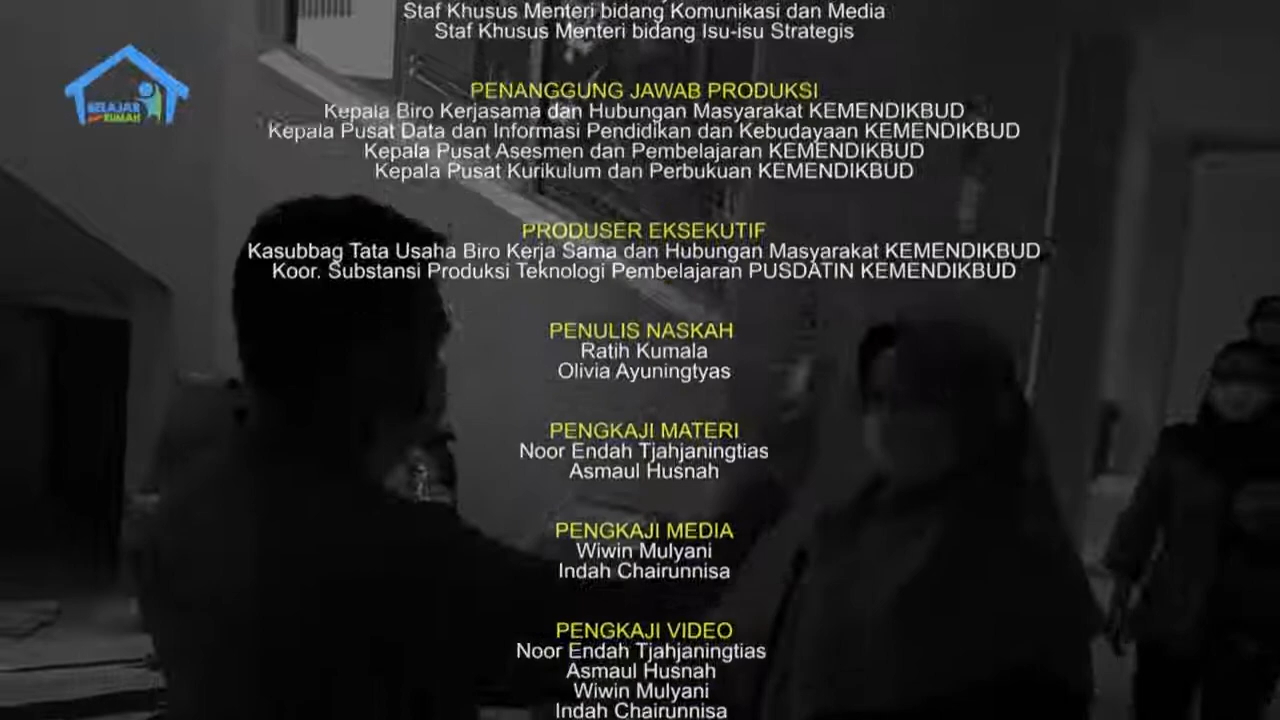 Staf Khusus Menteri bidang Komunikasi dan Media
Staf Khusus Menteri bidang Isu-isu Strategis
BELAJAR
RUMAH
PENANGGUNG JAWAB PRODUKSI
Kepala Biro Kerjasama dan Hubungan Masyarakat KEMENDIKBUD
Kepala Pusat Data dan Informasi Pendidikan dan Kebudayaan KEMENDIKBUD
Kepala Pusat Asesmen dan Pembelajaran KEMENDIKBUD
Kepala Pusat Kurikulum dan Perbukuan KEMENDIKBUD
PRODUSER EKSEKUTIF
Kasubbag Tata Usaha Biro Kerja Sama dan Hubungan Masyarakat KEMENDIKBUD
Koor. Substansi Produksi Teknologi Pembelajaran PUSDATIN KEMENDIKBUD
PENULIS NASKAH
Ratih Kumala
Olivia Ayuningtyas
PENGKAJI MATERI
Noor Endah Tjahjaningtias
Asmaul Husnah
PENGKAJI MEDIA
Wiwin Mulyani
Indah Chairunnisa
PENGKAJI VIDEO
Noor Endah Tjahjaningtias
Asmaul Husnah
Wiwin Mulyani
Indah Chairunnisa